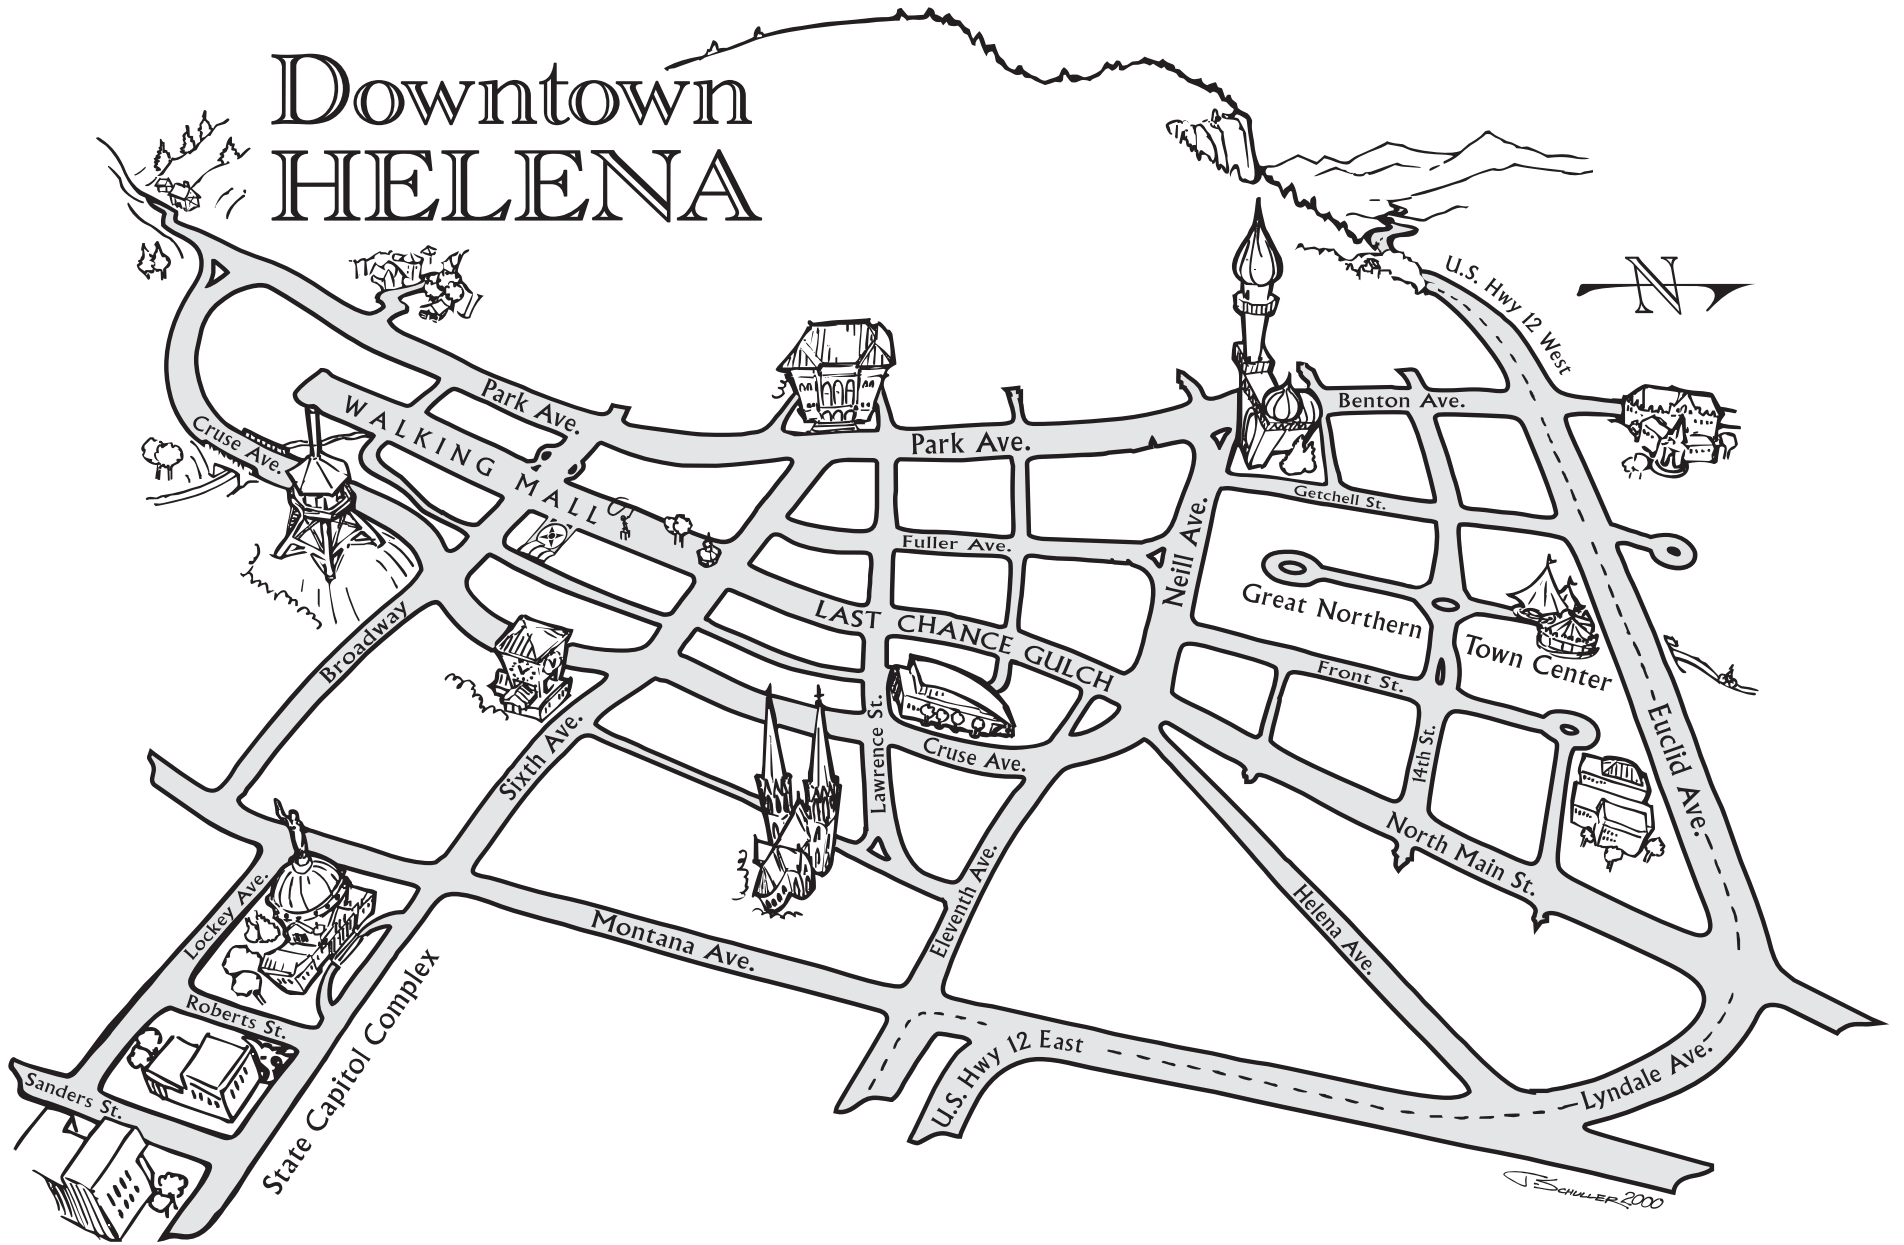 Downtown
HELENA
U.S. Hwy 12 West
N
Park Ave.
Benton Ave.
WALKING MALL
Cruse Ave.
Park Ave.
Getchell St.
Neill Ave.
Fuller Ave.
Great Northern
Town Center
LAST CHANCE GULCH
Broadway
Front St.
Euclid Ave.
Sixth Ave.
Lawrence St.
Cruse Ave.
14th St.
North Main St.
Lockey Ave.
Eleventh Ave.
Helena Ave.
Montana Ave.
Roberts St.
State Capitol Complex
U.S. Hwy 12 East
Lyndale Ave.
Sanders St.
Schuller 2000